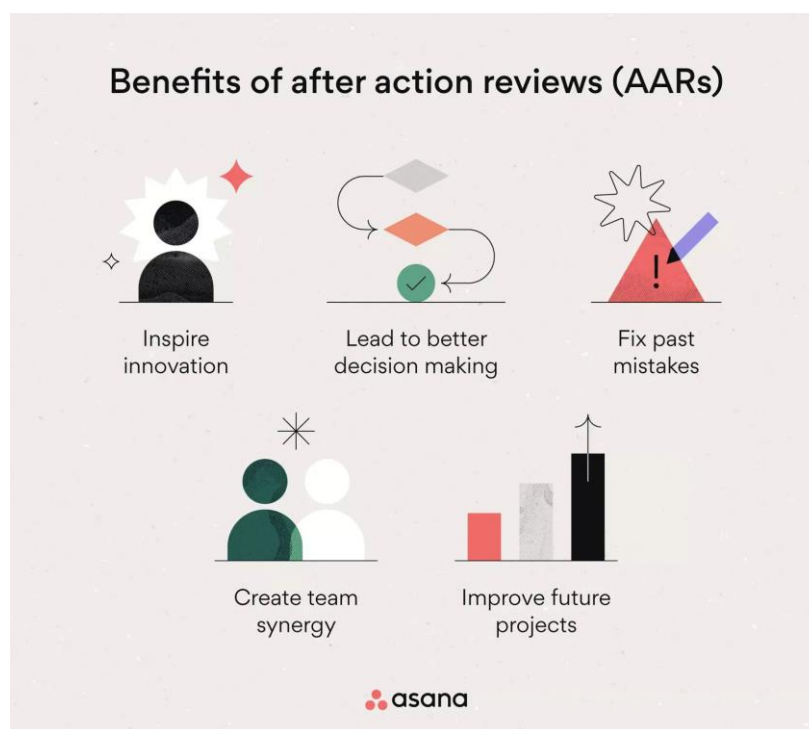 Benefits of after action reviews (AARs)
Inspire
innovation
Lead to better
decision making
!
Fix past
mistakes
Create team
synergy
Improve future
projects
asana